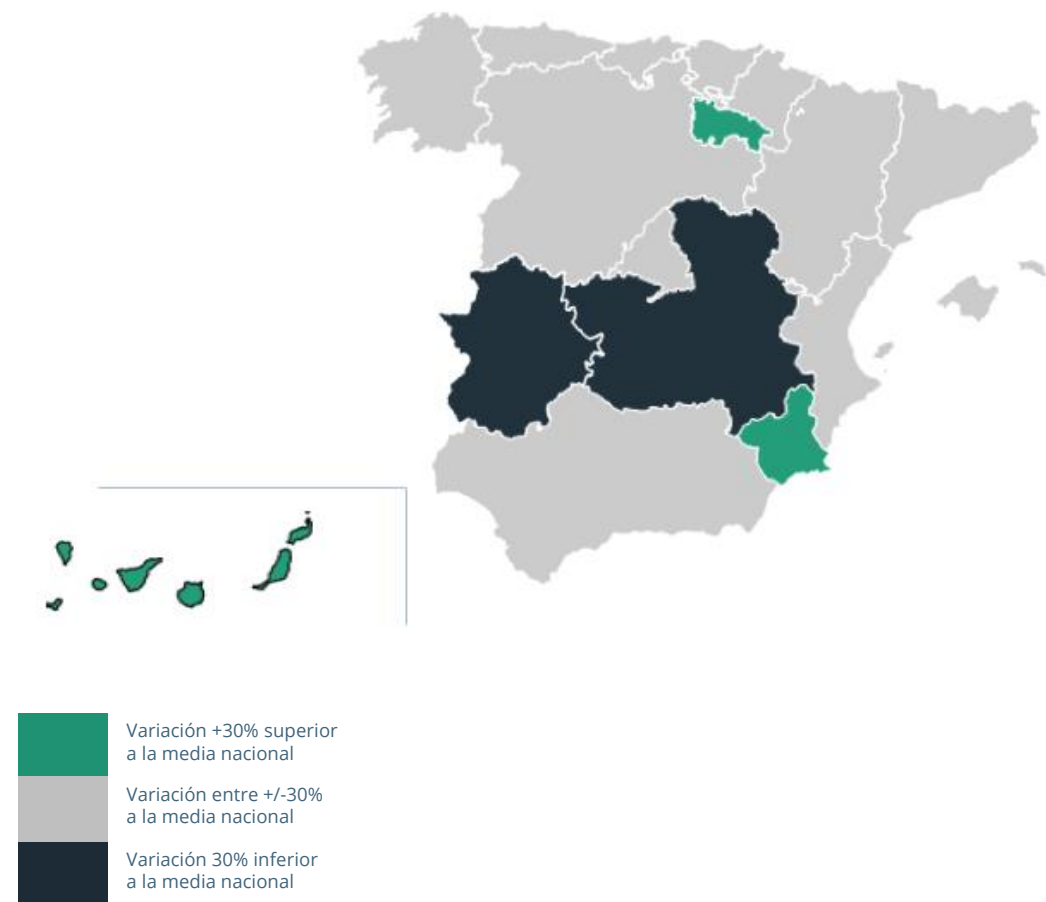 Variación +30% superior
a la media nacional
Variación entre +/-30%
a la media nacional
Variación 30% inferior
a la media nacional